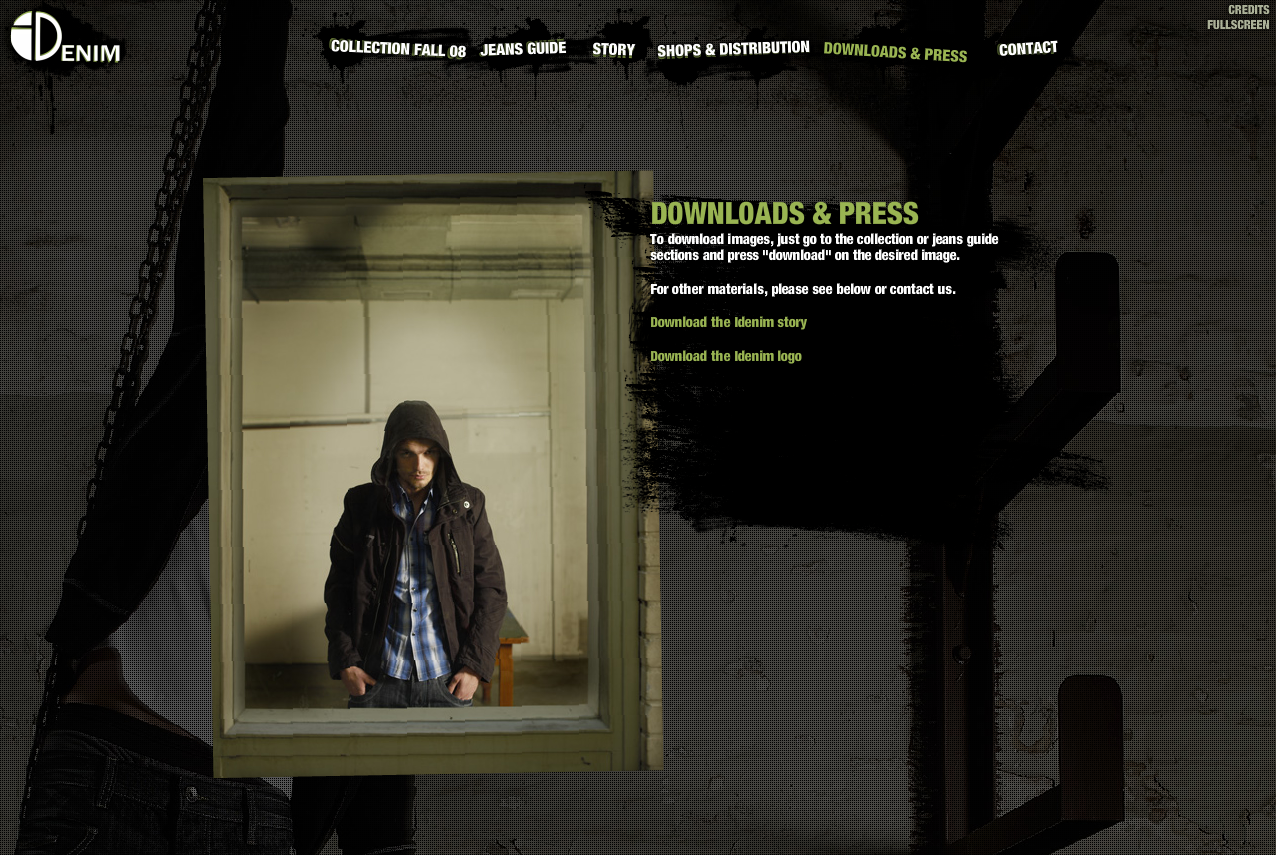 iDENIM
COLLECTION FALL 08
JEANS GUIDE
STORY
SHOPS & DISTRIBUTION
DOWNLOADS & PRESS
CONTACT
CREDITS
FULLSCREEN
DOWNLOADS & PRESS
To download images, just go to the collection or jeans guide
sections and press "download" on the desired image.
For other materials, please see below or contact us.
Download the Idenim story
Download the Idenim logo